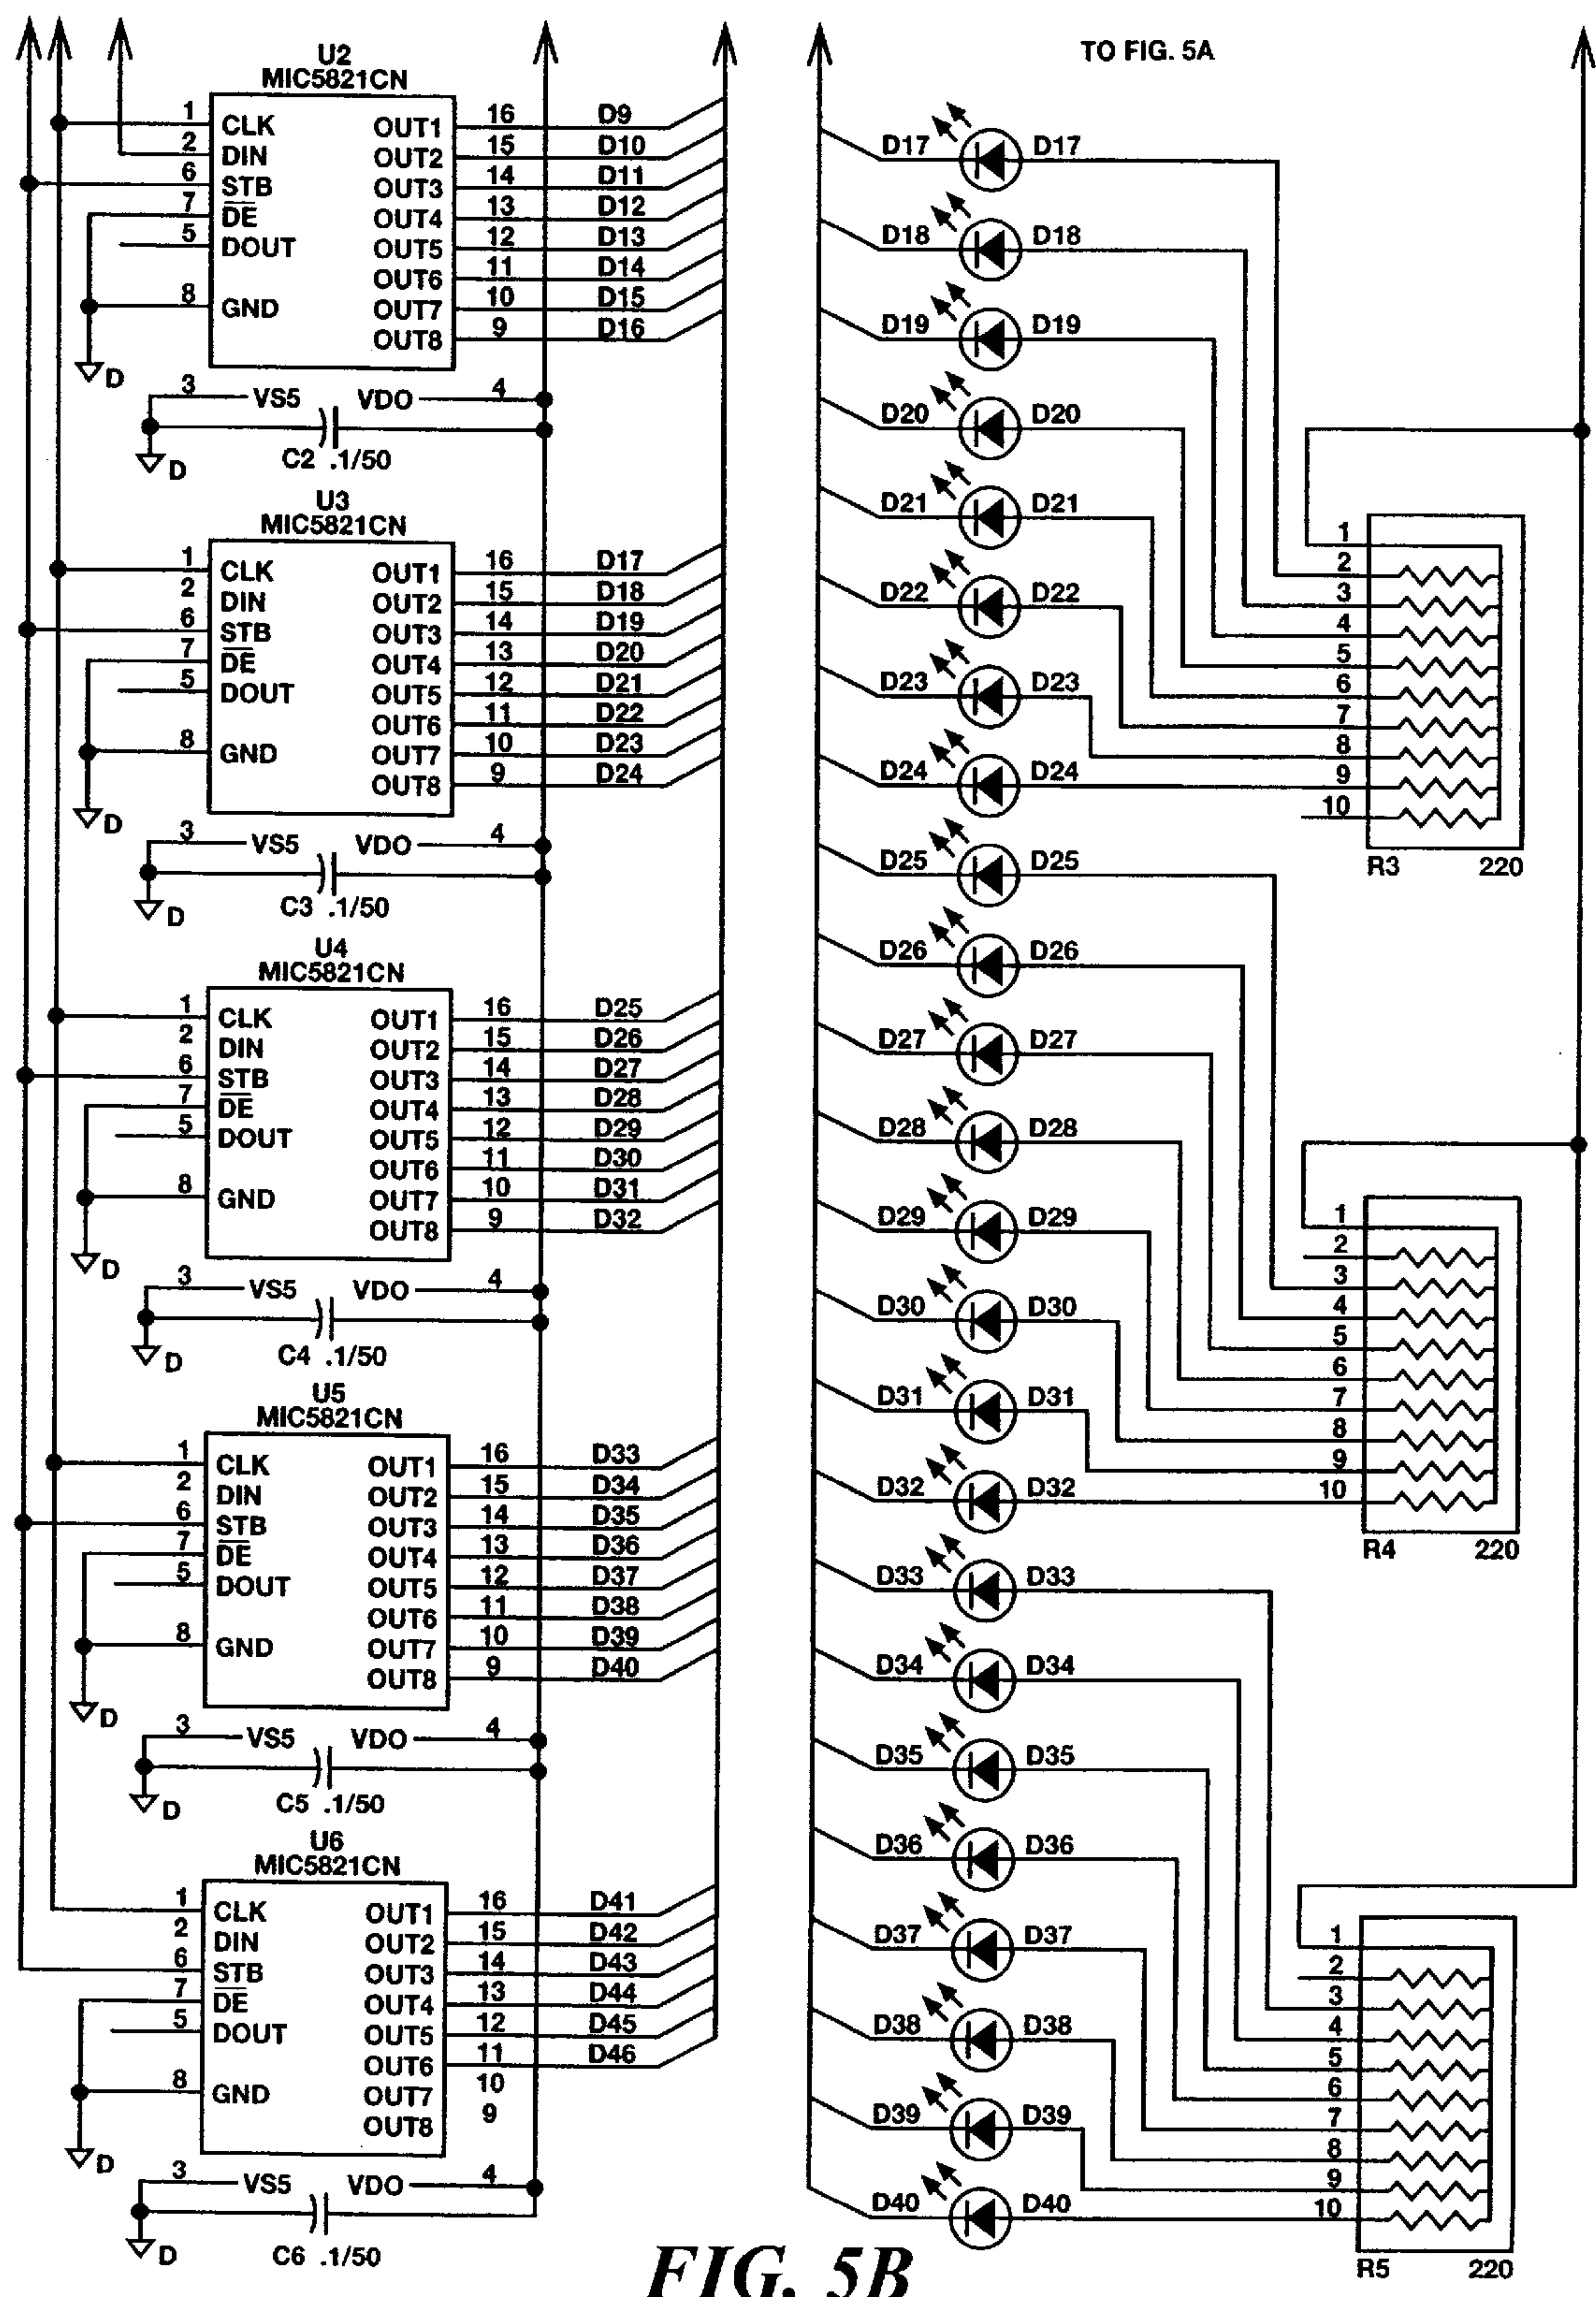 TO FIG. 5A
U2
MIC5821CN
1 CLK OUT1 16 D9
2 DIN OUT2 15 D10
6 STB OUT3 14 D11
7 DE OUT4 13 D12
5 DOUT OUT5 12 D13
OUT6 11 D14
8 GND OUT7 10 D15
OUT8 9 D16
D
3 VS5 VDO 4
D
C2 .1/50
U3
MIC5821CN
1 CLK OUT1 16 D17
2 DIN OUT2 15 D18
6 STB OUT3 14 D19
7 DE OUT4 13 D20
5 DOUT OUT5 12 D21
OUT6 11 D22
8 GND OUT7 10 D23
OUT8 9 D24
D
3 VS5 VDO 4
D
C3 .1/50
U4
MIC5821CN
1 CLK OUT1 16 D25
2 DIN OUT2 15 D26
6 STB OUT3 14 D27
7 DE OUT4 13 D28
5 DOUT OUT5 12 D29
OUT6 11 D30
8 GND OUT7 10 D31
OUT8 9 D32
D
3 VS5 VDO 4
D
C4 .1/50
U5
MIC5821CN
1 CLK OUT1 16 D33
2 DIN OUT2 15 D34
6 STB OUT3 14 D35
7 DE OUT4 13 D36
5 DOUT OUT5 12 D37
OUT6 11 D38
8 GND OUT7 10 D39
OUT8 9 D40
D
3 VS5 VDO 4
D
C5 .1/50
U6
MIC5821CN
1 CLK OUT1 16 D41
2 DIN OUT2 15 D42
6 STB OUT3 14 D43
7 DE OUT4 13 D44
5 DOUT OUT5 12 D45
OUT6 11 D46
8 GND OUT7 10
OUT8 9
D
3 VS5 VDO 4
D
C6 .1/50
D17 D17
D18 D18
D19 D19
D20 D20
D21 D21
D22 D22
D23 D23
D24 D24
D25 D25
D26 D26
D27 D27
D28 D28
D29 D29
D30 D30
D31 D31
D32 D32
D33 D33
D34 D34
D35 D35
D36 D36
D37 D37
D38 D38
D39 D39
D40 D40
1
2
3
4
5
6
7
8
9
10
R3 220
1
2
3
4
5
6
7
8
9
10
R4 220
1
2
3
4
5
6
7
8
9
10
R5 220
FIG. 5B